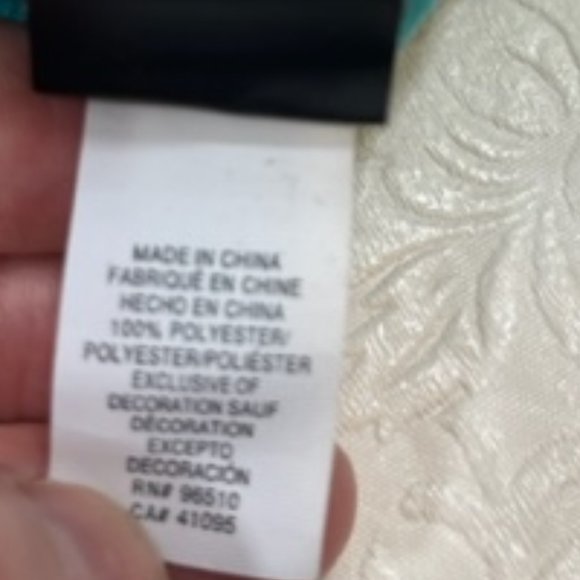 MADE IN CHINA
FABRIQUÉ EN CHINE
HECHO EN CHINA
100% POLYESTER/
POLYESTER/POLIÉSTER
EXCLUSIVE OF
DECORATION SAUF
DÉCORATION
EXCEPTO
DECORACIÓN
RN# 96510
CA# 41095